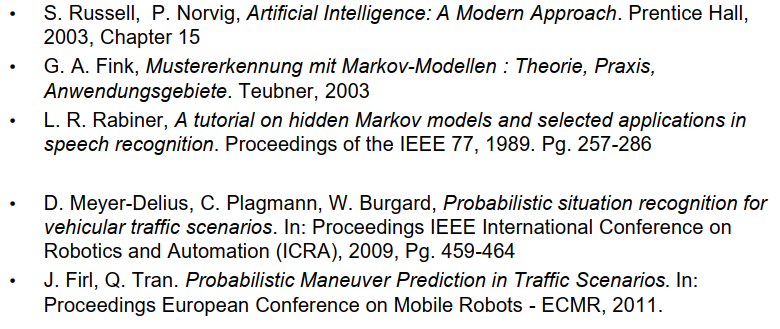 • S. Russell, P. Norvig, Artificial Intelligence: A Modern Approach. Prentice Hall,
2003, Chapter 15
• G. A. Fink, Mustererkennung mit Markov-Modellen : Theorie, Praxis,
Anwendungsgebiete. Teubner, 2003
• L. R. Rabiner, A tutorial on hidden Markov models and selected applications in
speech recognition. Proceedings of the IEEE 77, 1989. Pg. 257-286
• D. Meyer-Delius, C. Plagmann, W. Burgard, Probabilistic situation recognition for
vehicular traffic scenarios. In: Proceedings IEEE International Conference on
Robotics and Automation (ICRA), 2009, Pg. 459-464
• J. Firl, Q. Tran. Probabilistic Maneuver Prediction in Traffic Scenarios. In:
Proceedings European Conference on Mobile Robots - ECMR, 2011.